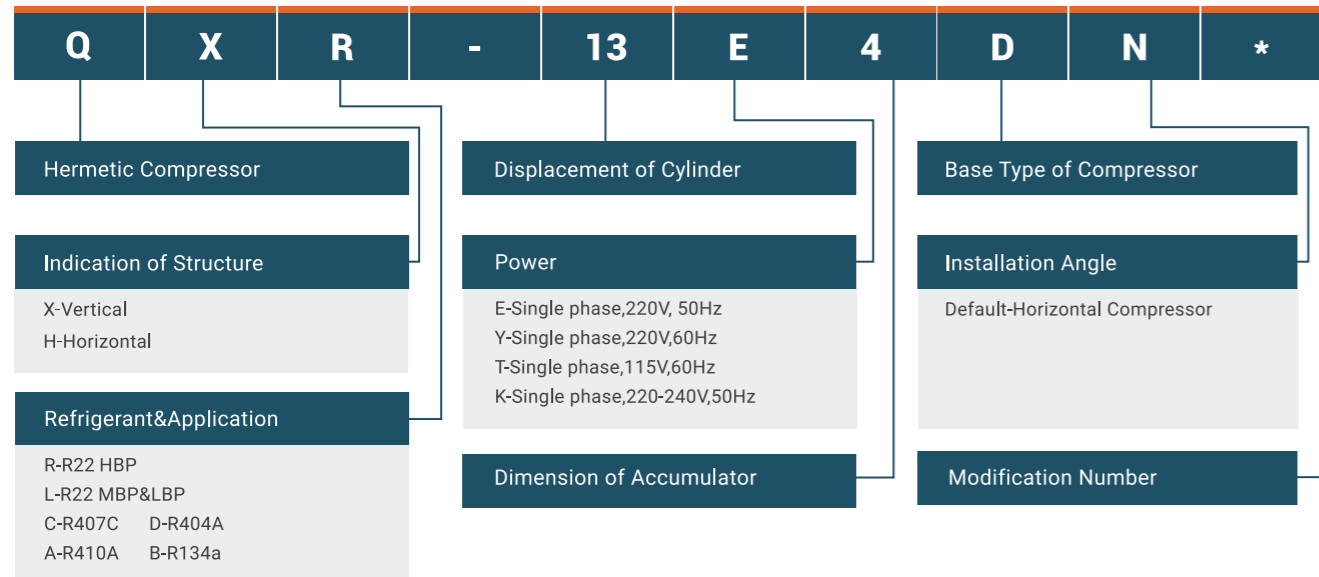 Q X R - 13 E 4 D N *
Hermetic Compressor
Indication of Structure
X-Vertical
H-Horizontal
Refrigerant&Application
R-R22 HBP
L-R22 MBP&LBP
C-R407C D-R404A
A-R410A B-R134a
Displacement of Cylinder
Power
E-Single phase,220V, 50Hz
Y-Single phase,220V,60Hz
T-Single phase,115V,60Hz
K-Single phase,220-240V,50Hz
Dimension of Accumulator
Base Type of Compressor
Installation Angle
Default-Horizontal Compressor
Modification Number